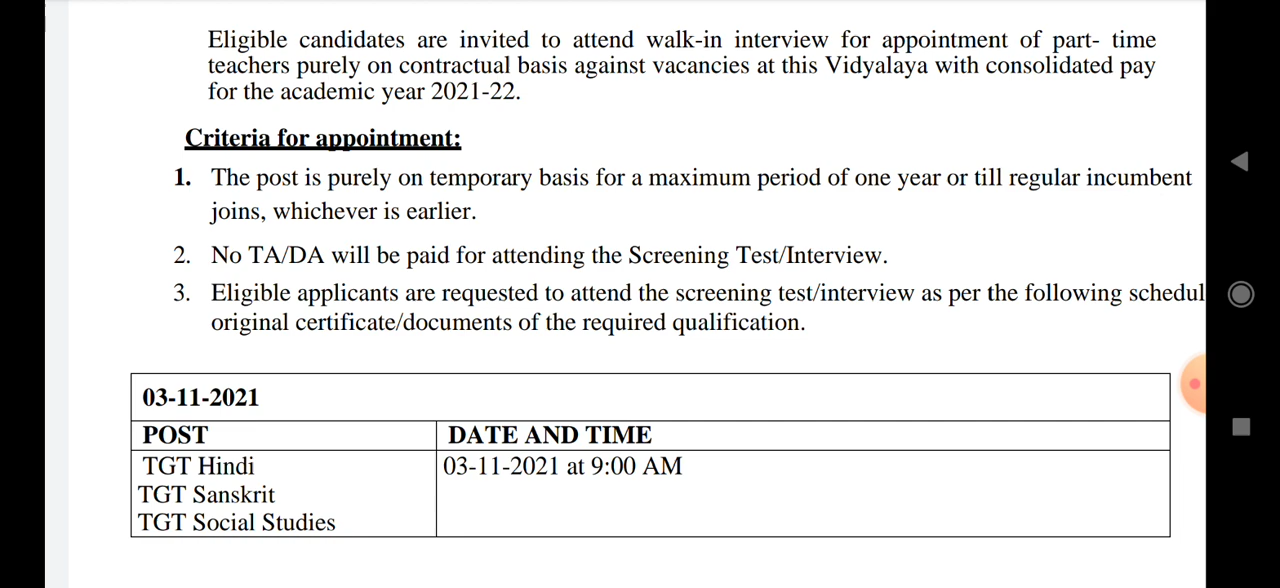 Eligible candidates are invited to attend walk-in interview for appointment of part- time
teachers purely on contractual basis against vacancies at this Vidyalaya with consolidated pay
for the academic year 2021-22.
Criteria for appointment:
1. The post is purely on temporary basis for a maximum period of one year or till regular incumbent
joins, whichever is earlier.
2. No TA/DA will be paid for attending the Screening Test/Interview.
3. Eligible applicants are requested to attend the screening test/interview as per the following schedul
original certificate/documents of the required qualification.
03-11-2021
POST DATE AND TIME
TGT Hindi 03-11-2021 at 9:00 AM
TGT Sanskrit
TGT Social Studies